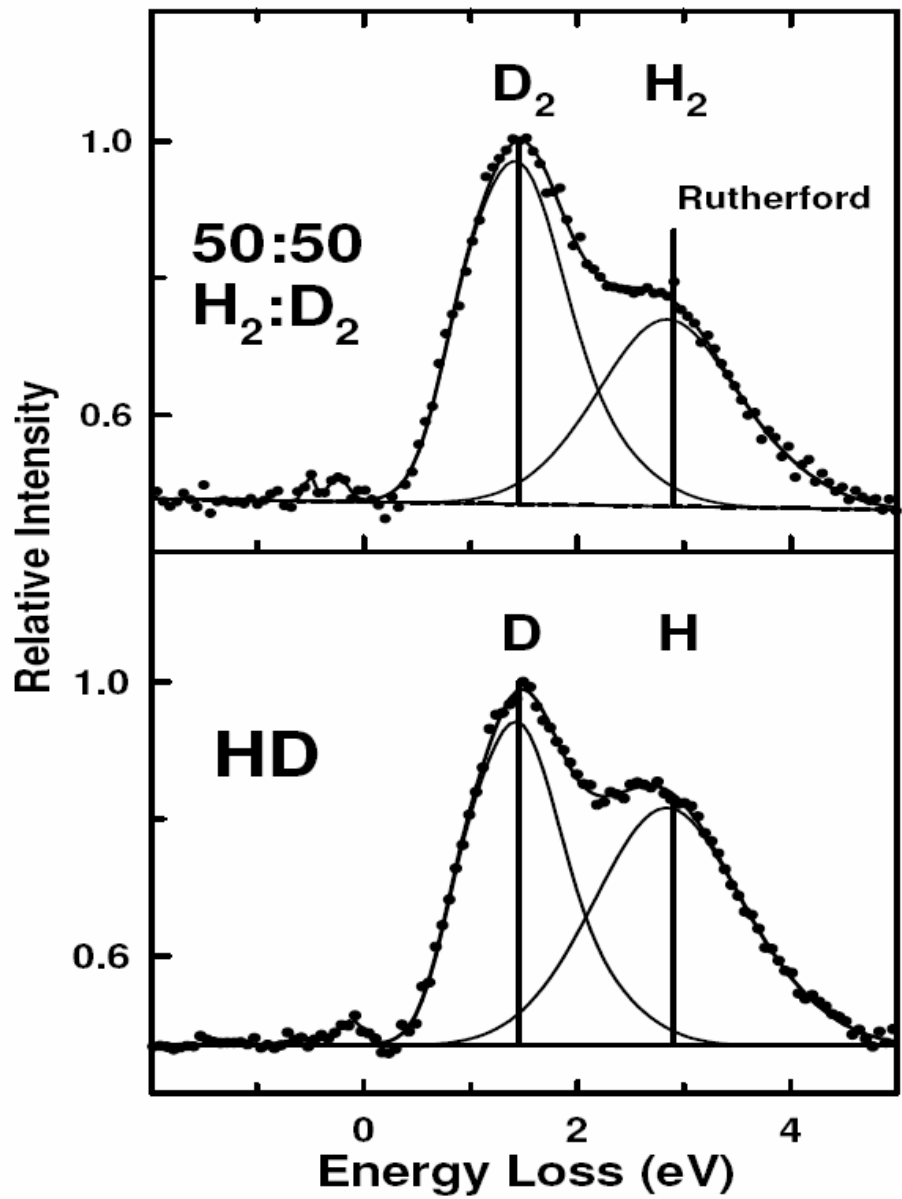 D₂ H₂
1.0
Rutherford
50:50
H₂:D₂
0.6
Relative Intensity
D H
1.0
HD
0.6
0 2 4
Energy Loss (eV)